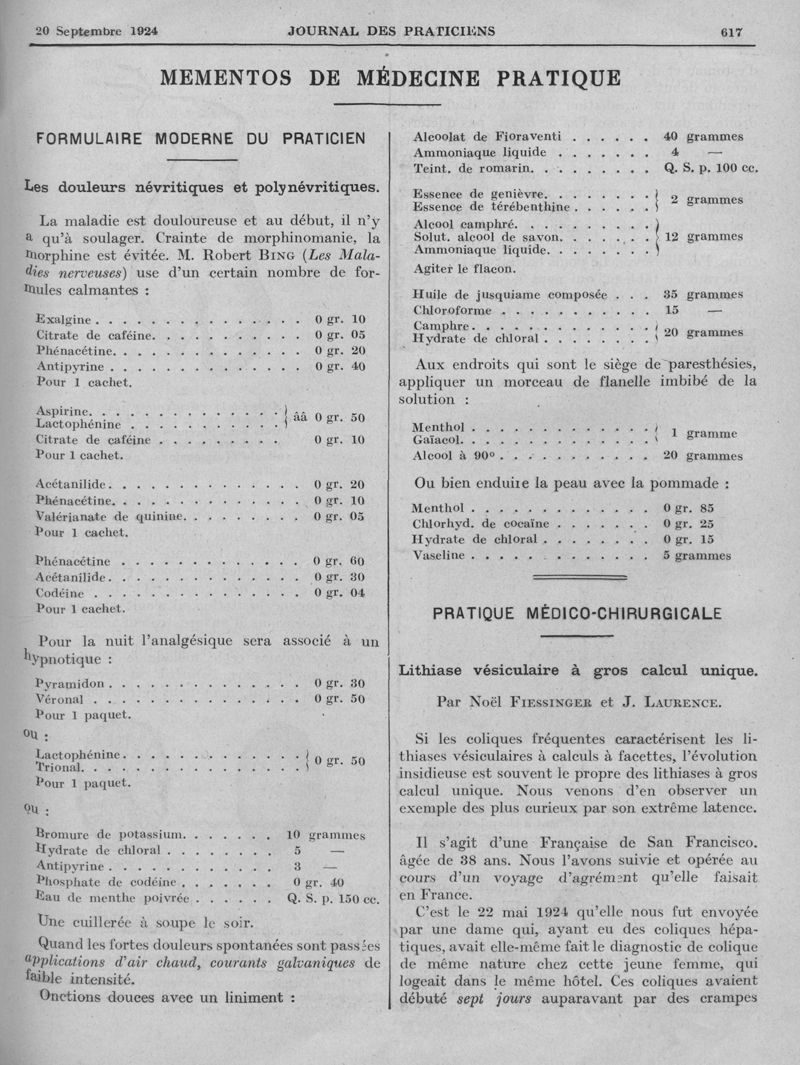 20 Septembre 1924 JOURNAL DES PRATICIENS 617
MEMENTOS DE MÉDECINE PRATIQUE
FORMULAIRE MODERNE DU PRATICIEN
Les douleurs névritiques et polynévritiques.
La maladie est douloureuse et au début, il n'y
a qu'à soulager. Crainte de morphinomanie, la
morphine est évitée. M. Robert BING (Les Mala-
dies nerveuses) use d'un certain nombre de for-
mules calmantes :
Exalgine . . . . . . . . . . . . . . . 0 gr. 10
Citrate de caféine. . . . . . . . . . . 0 gr. 05
Phénacétine. . . . . . . . . . . . . . 0 gr. 20
Antipyrine . . . . . . . . . . . . . . 0 gr. 40
Pour 1 cachet.
Aspirine. . . . . . . . . . . . . .
Lactophénine . . . . . . . . . . . } ââ 0 gr. 50
Citrate de caféine . . . . . . . . . 0 gr. 10
Pour 1 cachet.
Acétanilide. . . . . . . . . . . . . . 0 gr. 20
Phénacétine. . . . . . . . . . . . . . 0 gr. 10
Valérianate de quinine. . . . . . . . . 0 gr. 05
Pour 1 cachet.
Phénacétine . . . . . . . . . . . . . 0 gr. 60
Acétanilide. . . . . . . . . . . . . . 0 gr. 30
Codéine . . . . . . . . . . . . . . . 0 gr. 04
Pour 1 cachet.
Pour la nuit l'analgésique sera associé à un
hypnotique :
Pyramidon . . . . . . . . . . . . . . 0 gr. 30
Véronal . . . . . . . . . . . . . . . 0 gr. 50
Pour 1 paquet.
ou :
Lactophénine. . . . . . . . . . . . .
Trional. . . . . . . . . . . . . . . } 0 gr. 50
Pour 1 paquet.
ou :
Bromure de potassium. . . . . . . 10 grammes
Hydrate de chloral . . . . . . . . 5 —
Antipyrine . . . . . . . . . . . . 3 —
Phosphate de codéine . . . . . . . 0 gr. 40
Eau de menthe poivrée . . . . . . Q. S. p. 150 cc.
Une cuillerée à soupe le soir.
Quand les fortes douleurs spontanées sont passées
applications d'air chaud, courants galvaniques de
faible intensité.
Onctions douces avec un liniment :
Alcoolat de Fioraventi . . . . . . 40 grammes
Ammoniaque liquide . . . . . . . 4 —
Teint. de romarin. . . . . . . . . Q. S. p. 100 cc.
Essence de genièvre. . . . . . . .
Essence de térébenthine . . . . . . } 2 grammes
Alcool camphré. . . . . . . . . .
Solut. alcool de savon. . . . . . . } 12 grammes
Ammoniaque liquide. . . . . . . .
Agiter le flacon.
Huile de jusquiame composée . . . 35 grammes
Chloroforme . . . . . . . . . . . 15 —
Camphre. . . . . . . . . . . . .
Hydrate de chloral . . . . . . . . } 20 grammes
Aux endroits qui sont le siège de paresthésies,
appliquer un morceau de flanelle imbibé de la
solution :
Menthol . . . . . . . . . . . . .
Gaïacol. . . . . . . . . . . . . . } 1 gramme
Alcool à 90° . . . . . . . . . . . 20 grammes
Ou bien enduire la peau avec la pommade :
Menthol . . . . . . . . . . . . . 0 gr. 85
Chlorhyd. de cocaïne . . . . . . . 0 gr. 25
Hydrate de chloral . . . . . . . . 0 gr. 15
Vaseline . . . . . . . . . . . . . 5 grammes
PRATIQUE MÉDICO-CHIRURGICALE
Lithiase vésiculaire à gros calcul unique.
Par Noël FIESSINGER et J. LAURENCE.
Si les coliques fréquentes caractérisent les li-
thiases vésiculaires à calculs à facettes, l'évolution
insidieuse est souvent le propre des lithiases à gros
calcul unique. Nous venons d'en observer un
exemple des plus curieux par son extrême latence.
Il s'agit d'une Française de San Francisco.
âgée de 38 ans. Nous l'avons suivie et opérée au
cours d'un voyage d'agrément qu'elle faisait
en France.
C'est le 22 mai 1924 qu'elle nous fut envoyée
par une dame qui, ayant eu des coliques hépa-
tiques, avait elle-même fait le diagnostic de colique
de même nature chez cette jeune femme, qui
logeait dans le même hôtel. Ces coliques avaient
débuté sept jours auparavant par des crampes